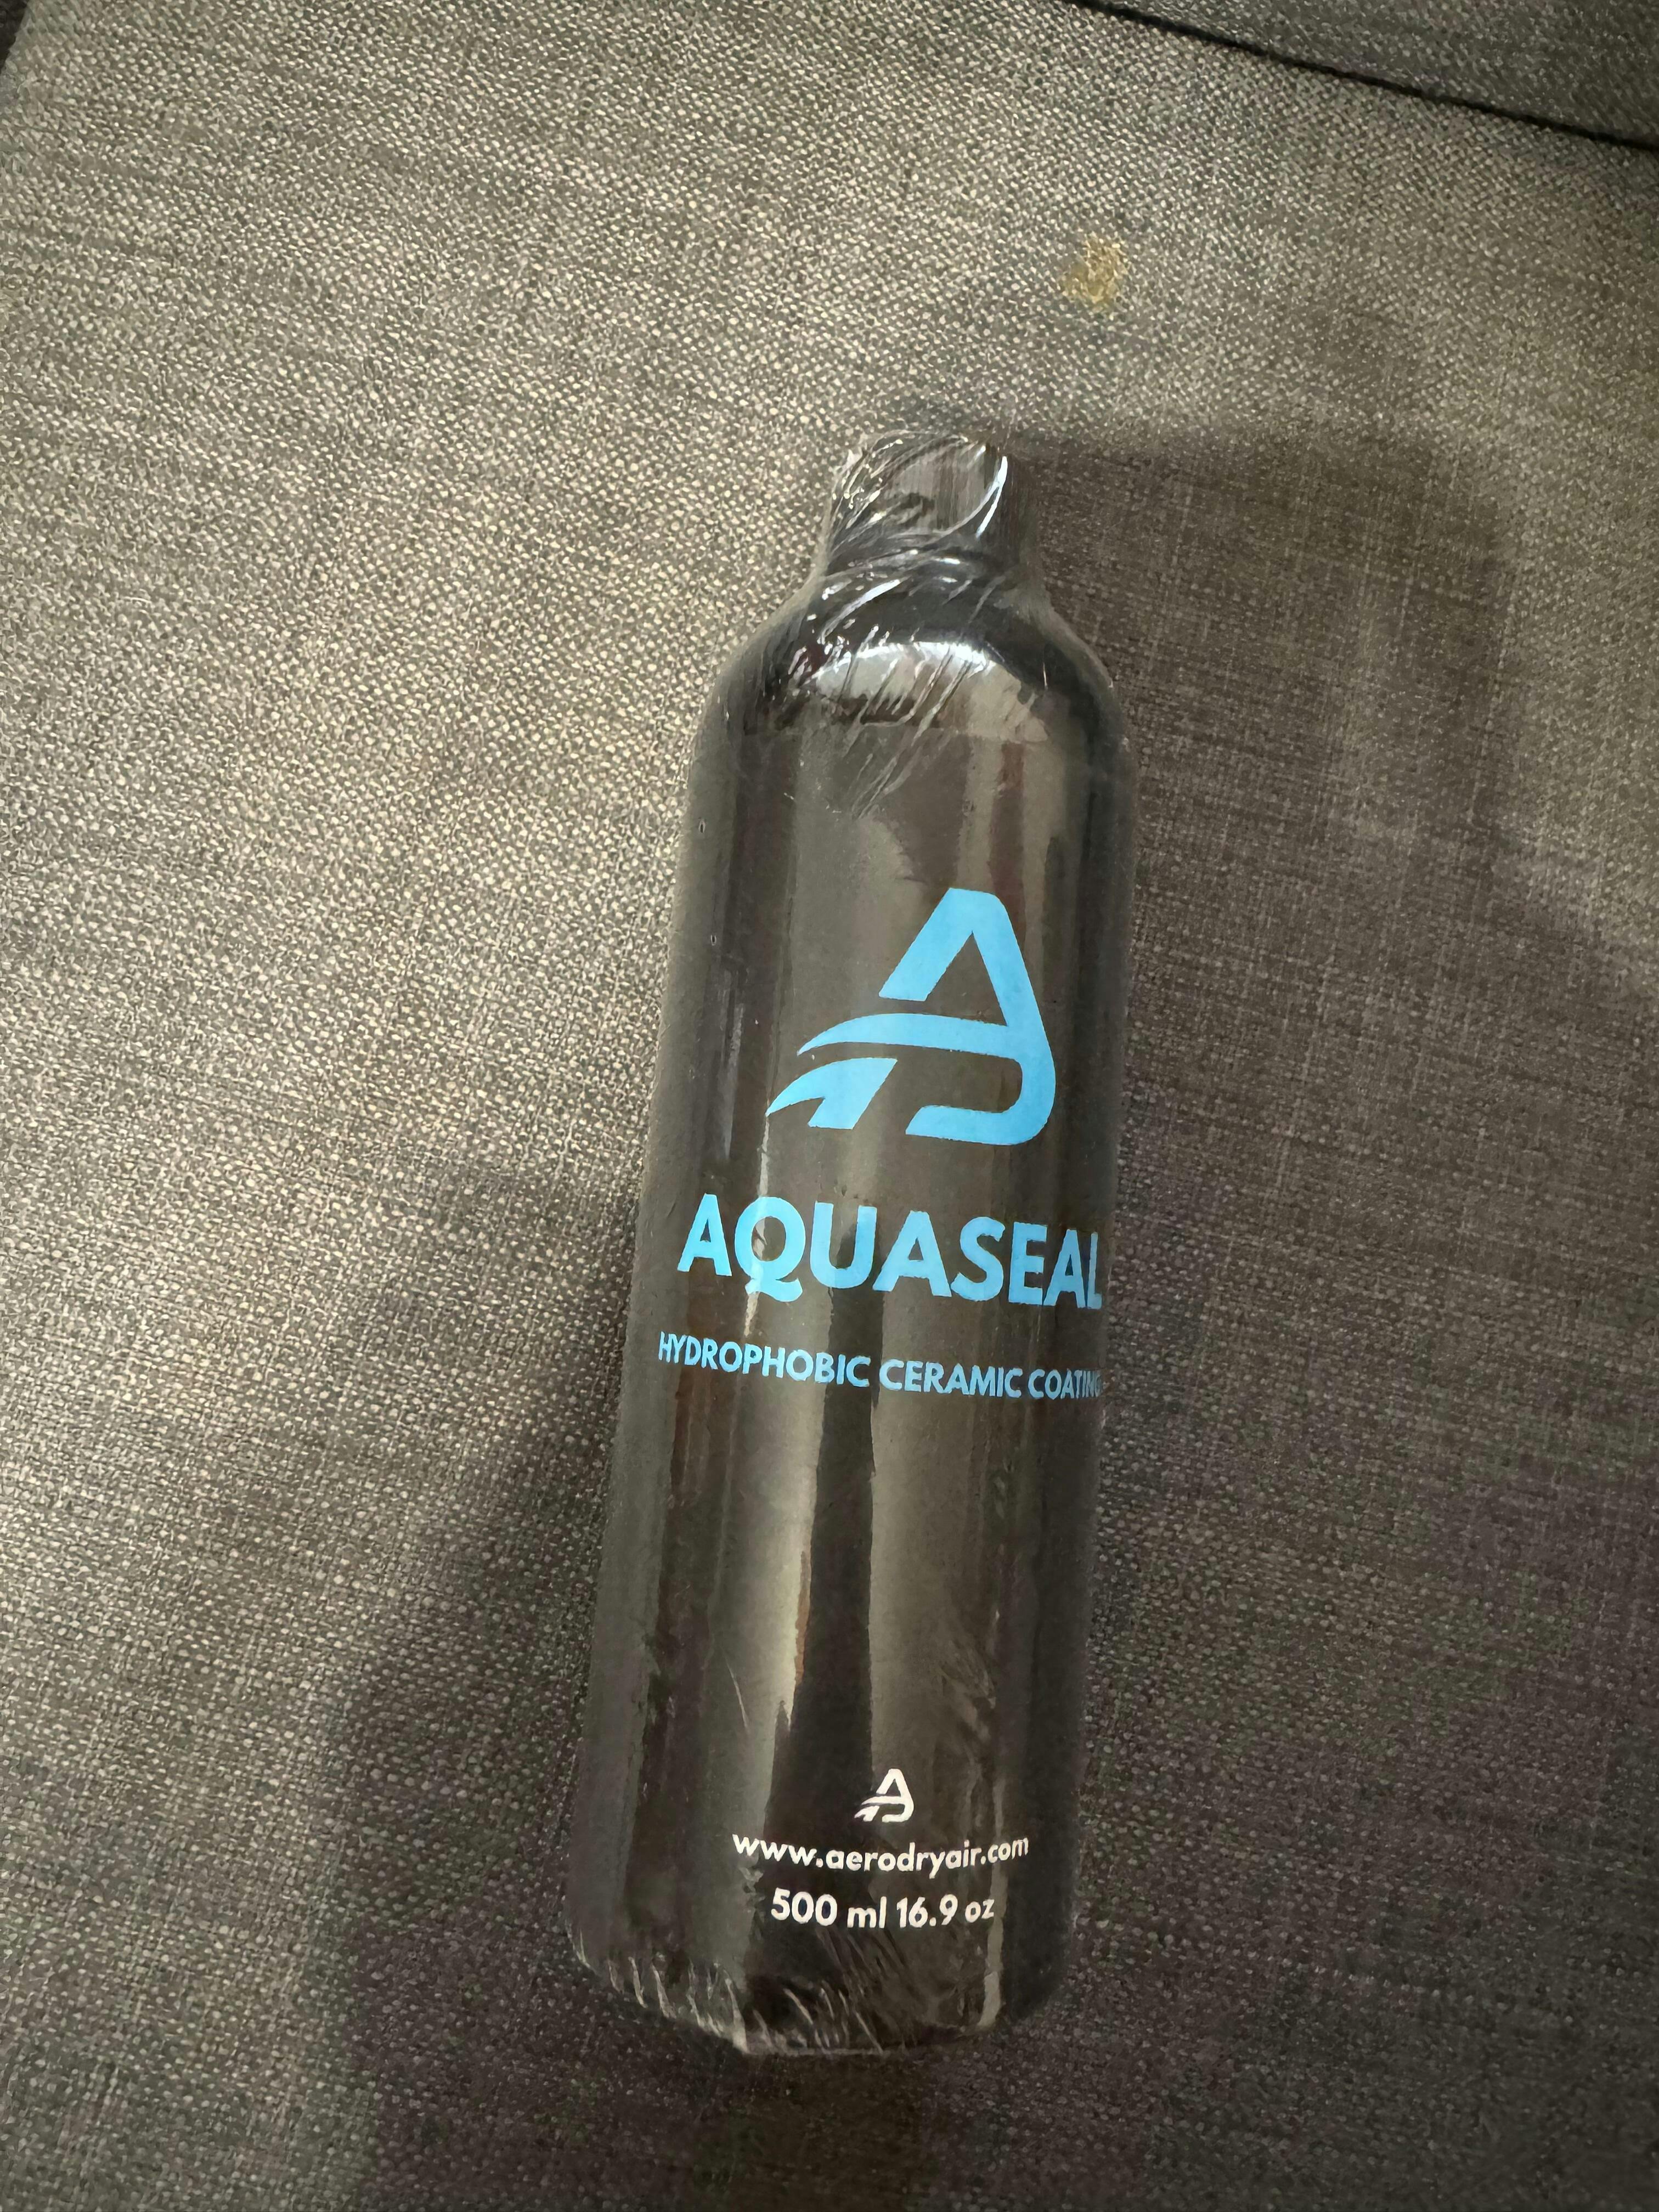 AQUASEAL
HYDROPHOBIC CERAMIC COATING
www.aerodryair.com
500 ml 16.9 oz